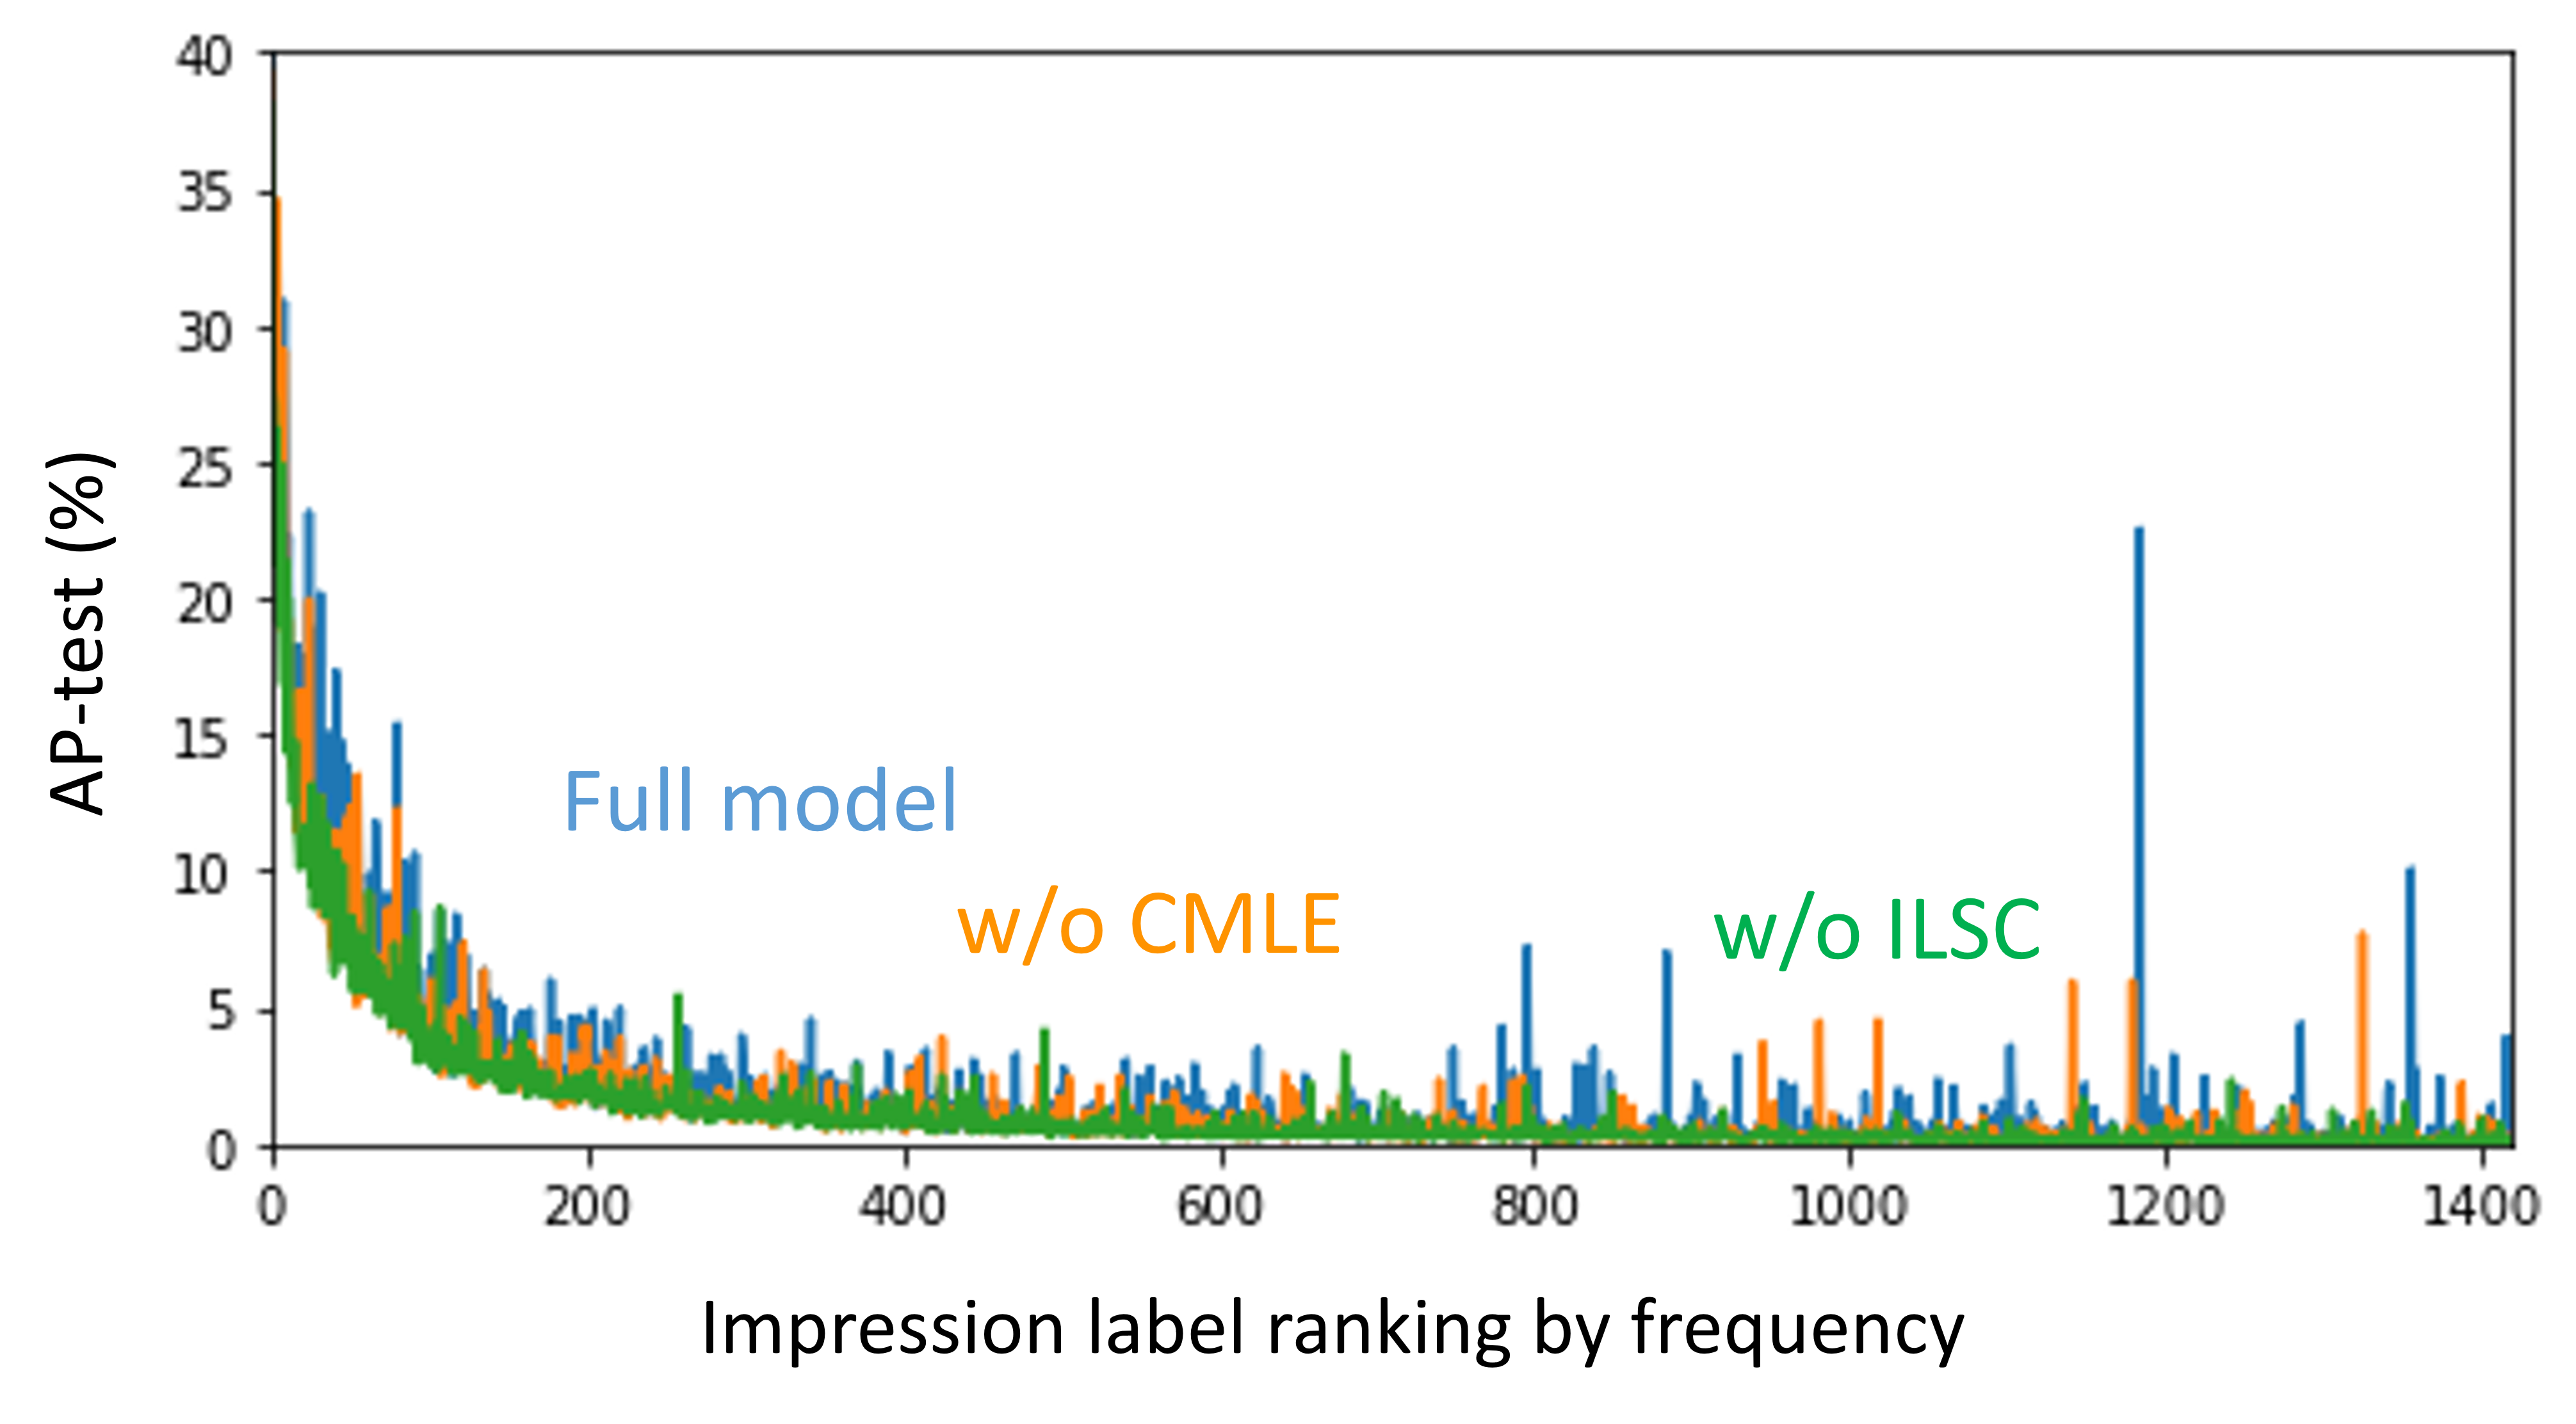 40
35
30
25
20
15
10
5
0
AP-test (%)
Full model
w/o CMLE
w/o ILSC
0 200 400 600 800 1000 1200 1400
Impression label ranking by frequency